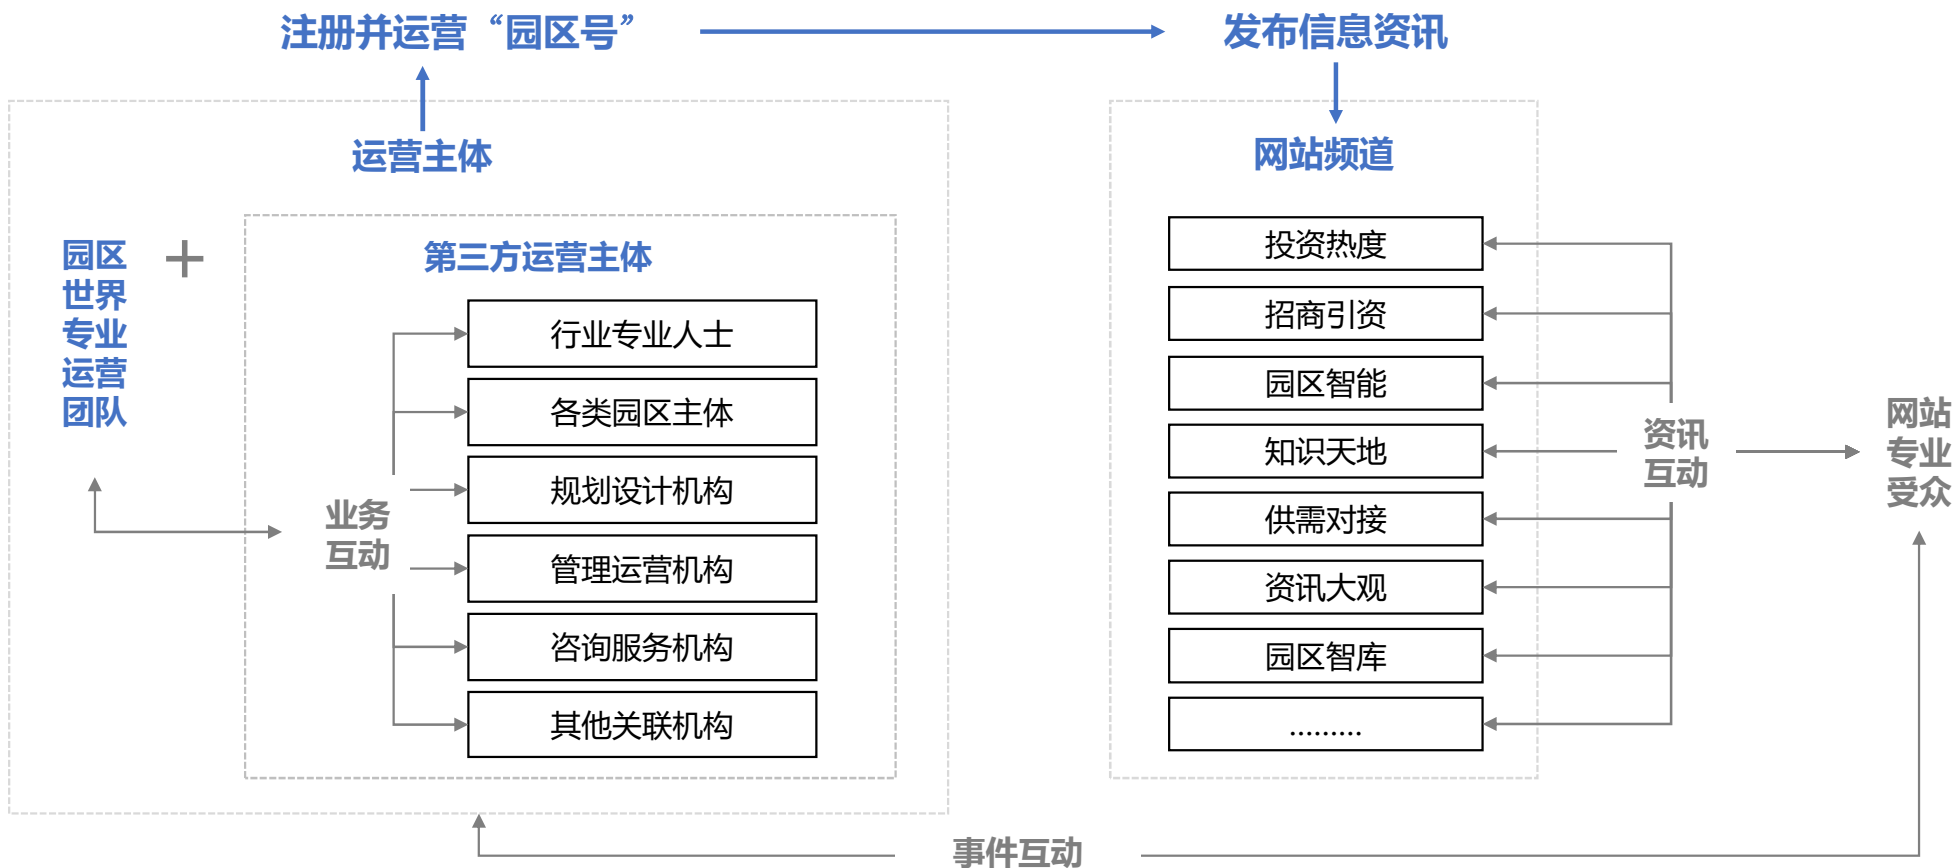 注册并运营“园区号”
发布信息资讯
运营主体
网站频道
园区
世界
专业
运营
团队
+
第三方运营主体
行业专业人士
各类园区主体
规划设计机构
管理运营机构
咨询服务机构
其他关联机构
业务
互动
投资热度
招商引资
园区智能
知识天地
供需对接
资讯大观
园区智库
………
资讯
互动
网站
专业
受众
事件互动